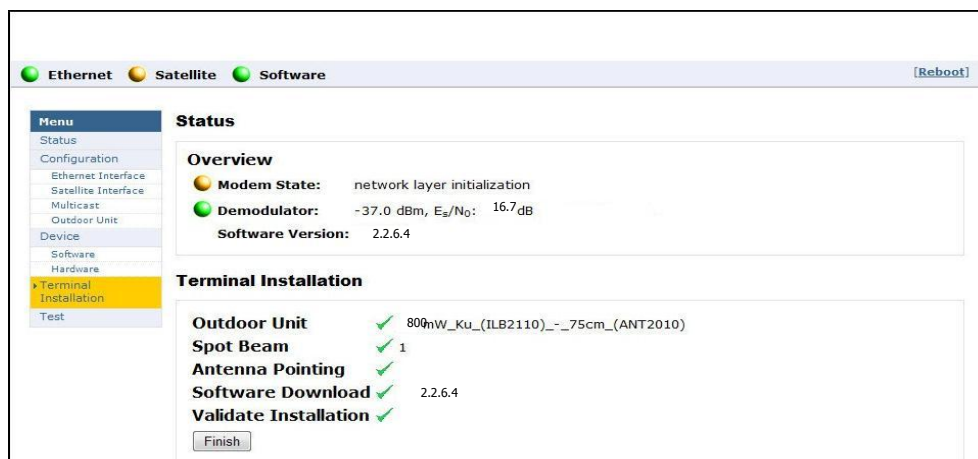 Ethernet Satellite Software [Reboot]
Menu
Status
Configuration
Ethernet Interface
Satellite Interface
Multicast
Outdoor Unit
Device
Software
Hardware
Terminal
Installation
Test
Status
Overview
Modem State: network layer initialization
Demodulator: -37.0 dBm, Es/N0: 16.7dB
Software Version: 2.2.6.4
Terminal Installation
Outdoor Unit 800mW_Ku_(ILB2110)_-_75cm_(ANT2010)
Spot Beam 1
Antenna Pointing
Software Download 2.2.6.4
Validate Installation
Finish